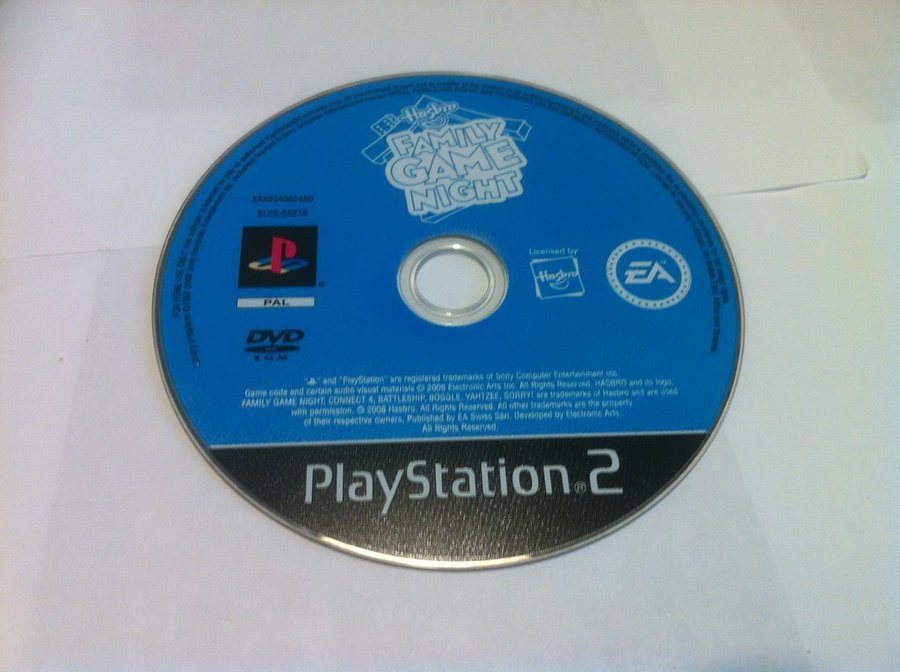 Hasbro
FAMILY
GAME
NIGHT
SLES-55219
Licensed by:
Hasbro
EA
PAL
DVD
ROM
" " and "PlayStation" are registered trademarks of Sony Computer Entertainment Inc.
Game code and certain audio visual materials © 2008 Electronic Arts Inc. All Rights Reserved. HASBRO and its logo,
FAMILY GAME NIGHT, CONNECT 4, BATTLESHIP, BOGGLE, YAHTZEE, SORRY! are trademarks of Hasbro and are used
with permission. © 2008 Hasbro. All Rights Reserved. All other trademarks are the property
of their respective owners. Published by EA Swiss Sàrl. Developed by Electronic Arts.
All Rights Reserved.
PlayStation®2